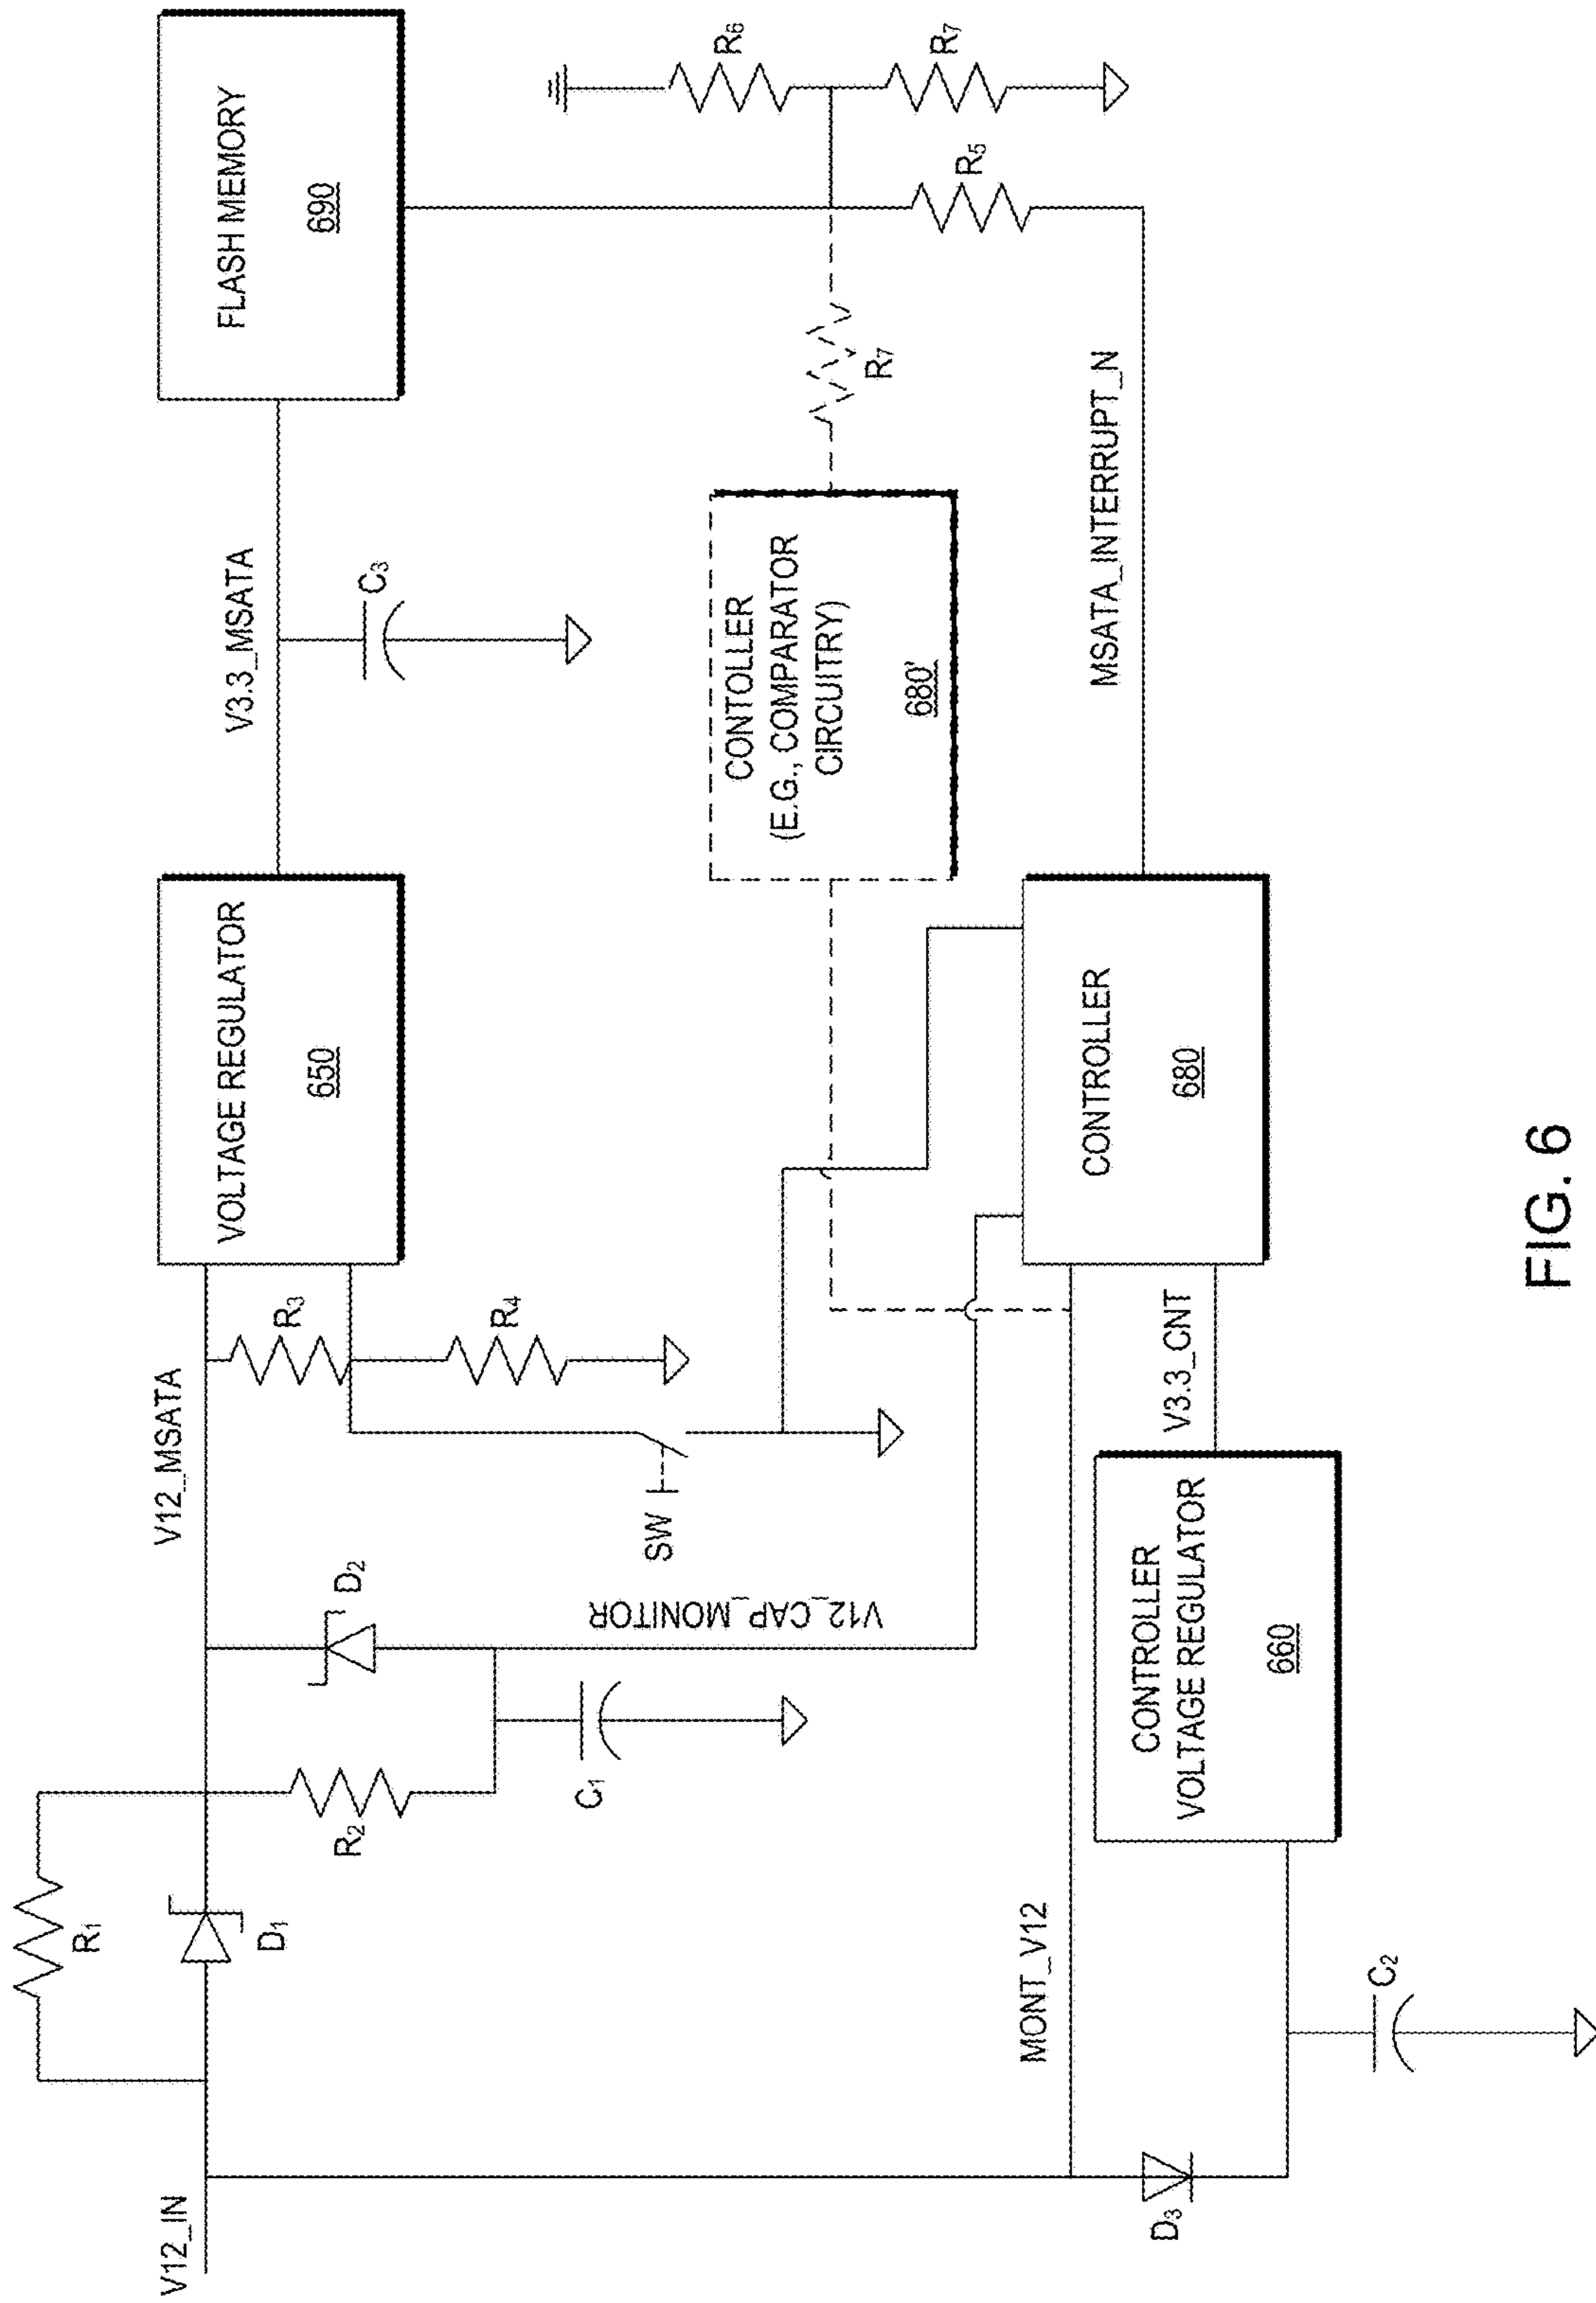 V12_IN
R1
D1
R2
C1
D2
V12_MSATA
V12_CAP_MONITOR
SW
R3
R4
VOLTAGE REGULATOR
650
V3.3_MSATA
C3
FLASH MEMORY
690
R6
R7
R5
R7
CONTOLLER
(E.G., COMPARATOR
CIRCUITRY)
680'
MSATA_INTERRUPT_N
CONTROLLER
680
V3.3_CNT
MONT_V12
CONTROLLER
VOLTAGE REGULATOR
660
D3
C2
FIG. 6